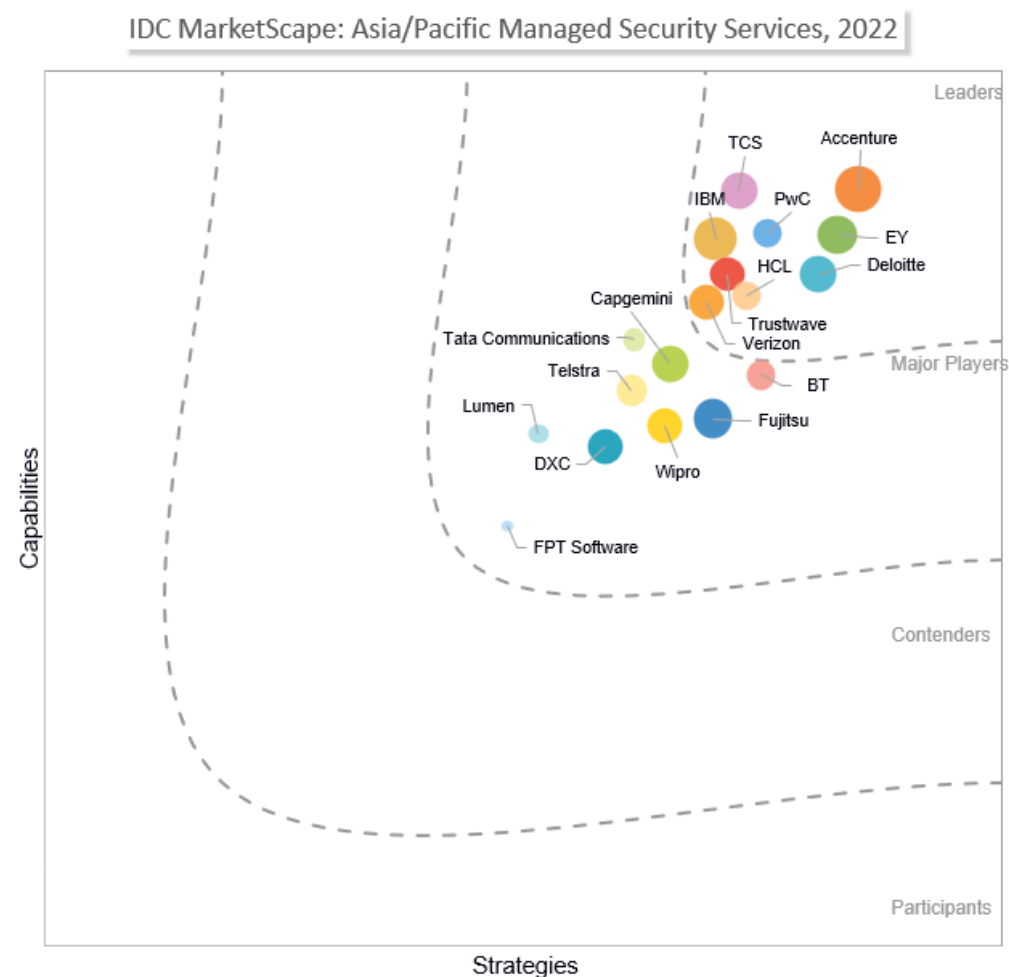 IDC MarketScape: Asia/Pacific Managed Security Services, 2022
Leaders
Accenture
TCS
IBM
PwC
EY
HCL
Deloitte
Capgemini
Trustwave
Tata Communications
Verizon
Major Players
Telstra
BT
Lumen
Fujitsu
DXC
Wipro
Capabilities
FPT Software
Contenders
Participants
Strategies